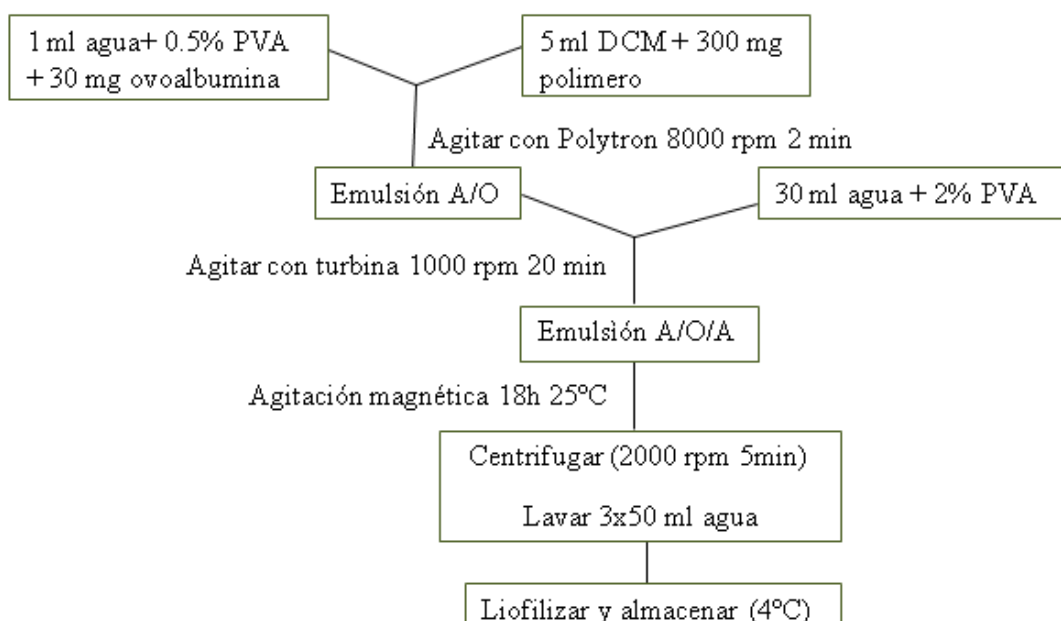 1 ml agua+ 0.5% PVA
+ 30 mg ovoalbumina
5 ml DCM + 300 mg
polimero
Agitar con Polytron 8000 rpm 2 min
Emulsión A/O
30 ml agua + 2% PVA
Agitar con turbina 1000 rpm 20 min
Emulsión A/O/A
Agitación magnética 18h 25ºC
Centrifugar (2000 rpm 5min)
Lavar 3x50 ml agua
Liofilizar y almacenar (4ºC)